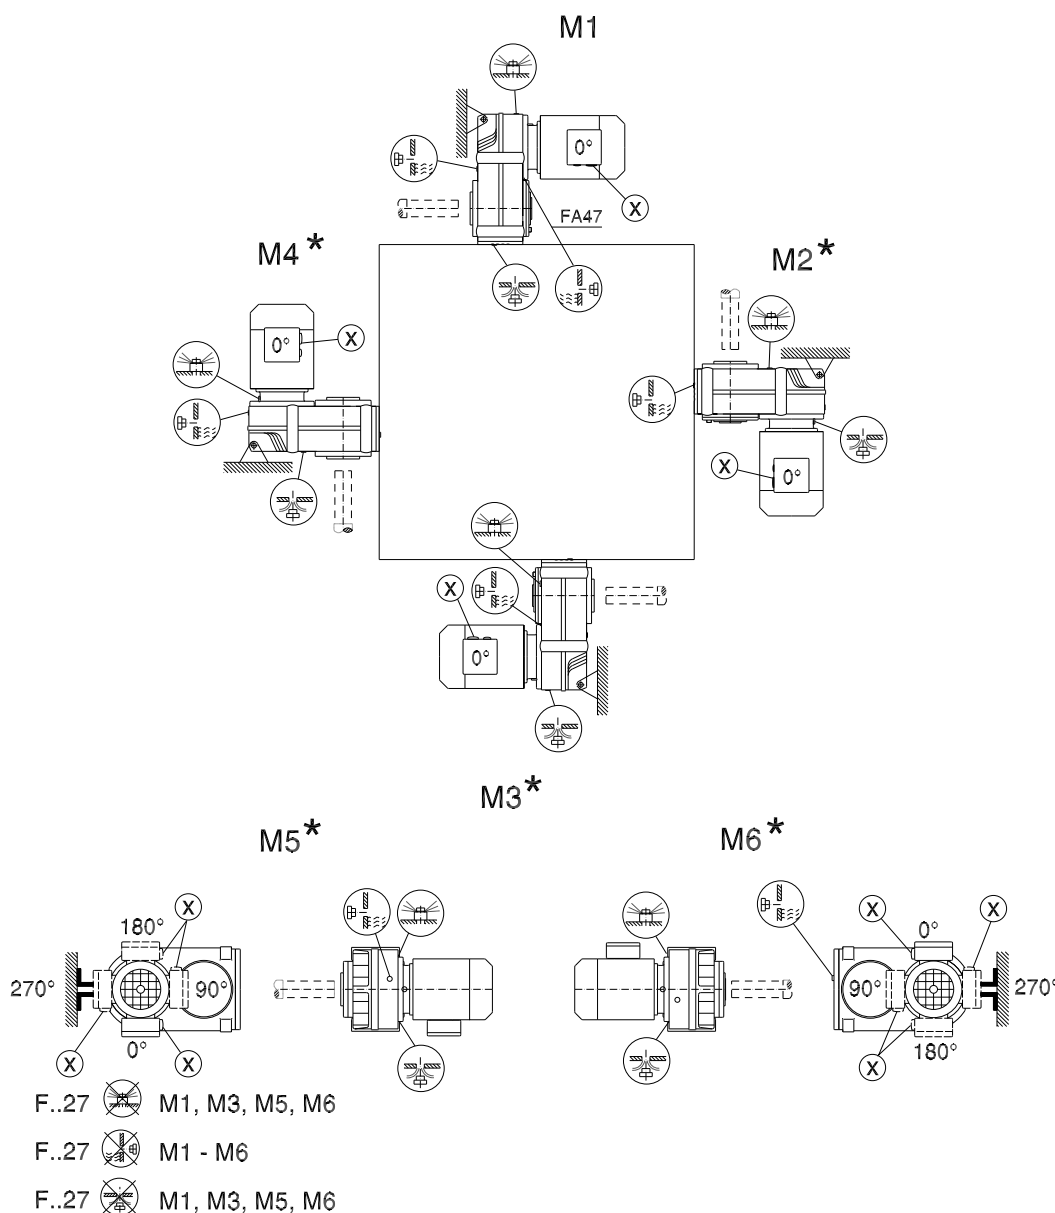 M1
0°
X
FA47
M4*
M2*
0°
X
X
0°
X
0°
M3*
M5*
M6*
X
180°
270°
90°
0°
X
X
X
X
0°
90°
270°
180°
X
F..27 M1, M3, M5, M6
F..27 M1 - M6
F..27 M1, M3, M5, M6